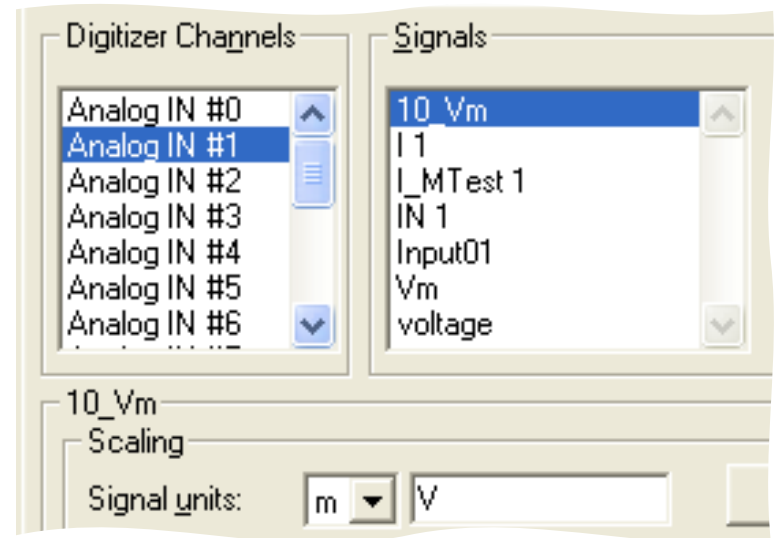 Digitizer Channels
Analog IN #0
Analog IN #1
Analog IN #2
Analog IN #3
Analog IN #4
Analog IN #5
Analog IN #6
Signals
10_Vm
I 1
I_MTest 1
IN 1
Input01
Vm
voltage
10_Vm
Scaling
Signal units:
m
V